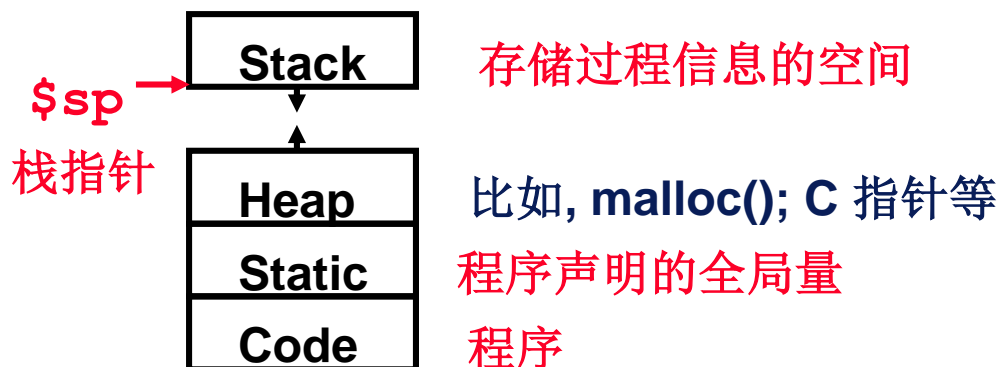 Stack 存储过程信息的空间
$sp
栈指针
Heap 比如, malloc(); C 指针等
Static 程序声明的全局量
Code 程序